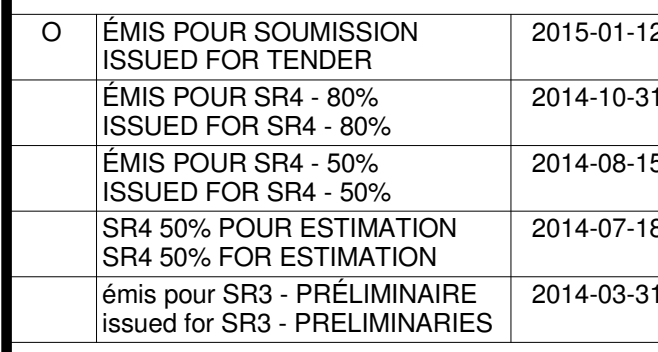 O ÉMIS POUR SOUMISSION 2015-01-12
ISSUED FOR TENDER
ÉMIS POUR SR4 - 80% 2014-10-31
ISSUED FOR SR4 - 80%
ÉMIS POUR SR4 - 50% 2014-08-15
ISSUED FOR SR4 - 50%
SR4 50% POUR ESTIMATION 2014-07-18
SR4 50% FOR ESTIMATION
émis pour SR3 - PRÉLIMINAIRE 2014-03-31
issued for SR3 - PRELIMINARIES